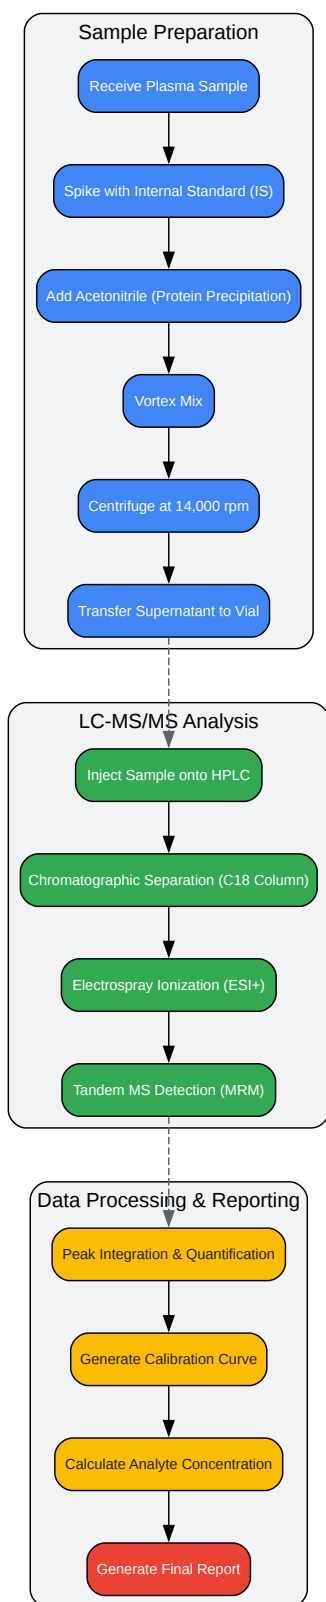 Sample Preparation
Receive Plasma Sample
Spike with Internal Standard (IS)
Add Acetonitrile (Protein Precipitation)
Vortex Mix
Centrifuge at 14,000 rpm
Transfer Supernatant to Vial
LC-MS/MS Analysis
Inject Sample onto HPLC
Chromatographic Separation (C18 Column)
Electrospray Ionization (ESI+)
Tandem MS Detection (MRM)
Data Processing & Reporting
Peak Integration & Quantification
Generate Calibration Curve
Calculate Analyte Concentration
Generate Final Report